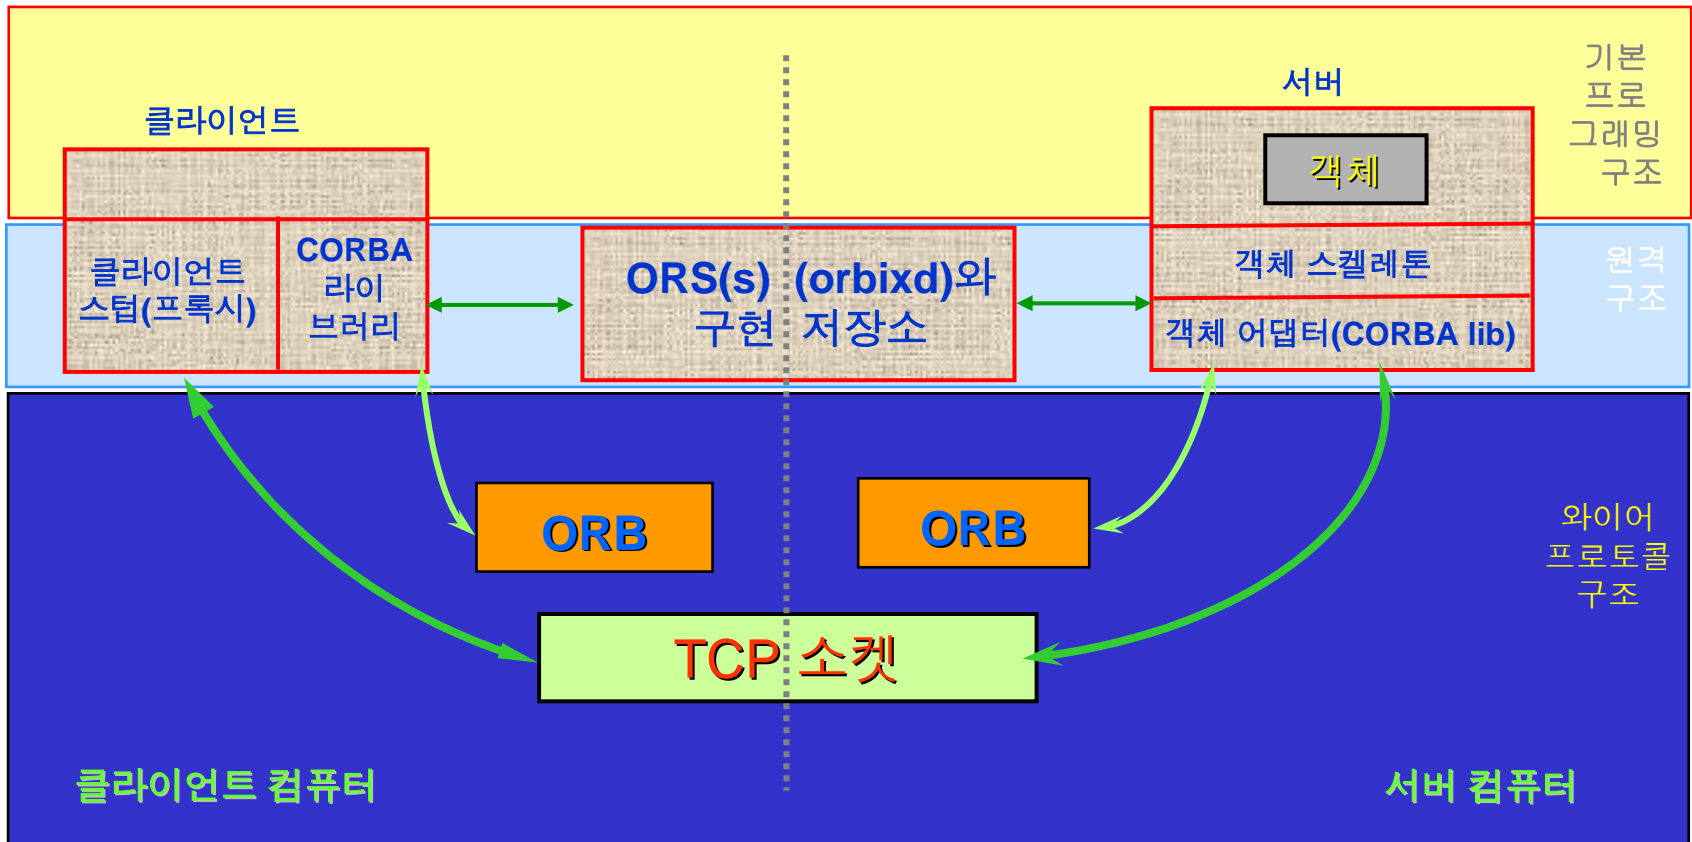 기본
프로
그래밍
구조
서버
클라이언트
객체
CORBA
라이
브러리
클라이언트
스텁(프록시)
ORS(s) (orbixd)와
구현 저장소
객체 스켈레톤
객체 어댑터(CORBA lib)
원격
구조
ORB
ORB
와이어
프로토콜
구조
TCP 소켓
클라이언트 컴퓨터
서버 컴퓨터